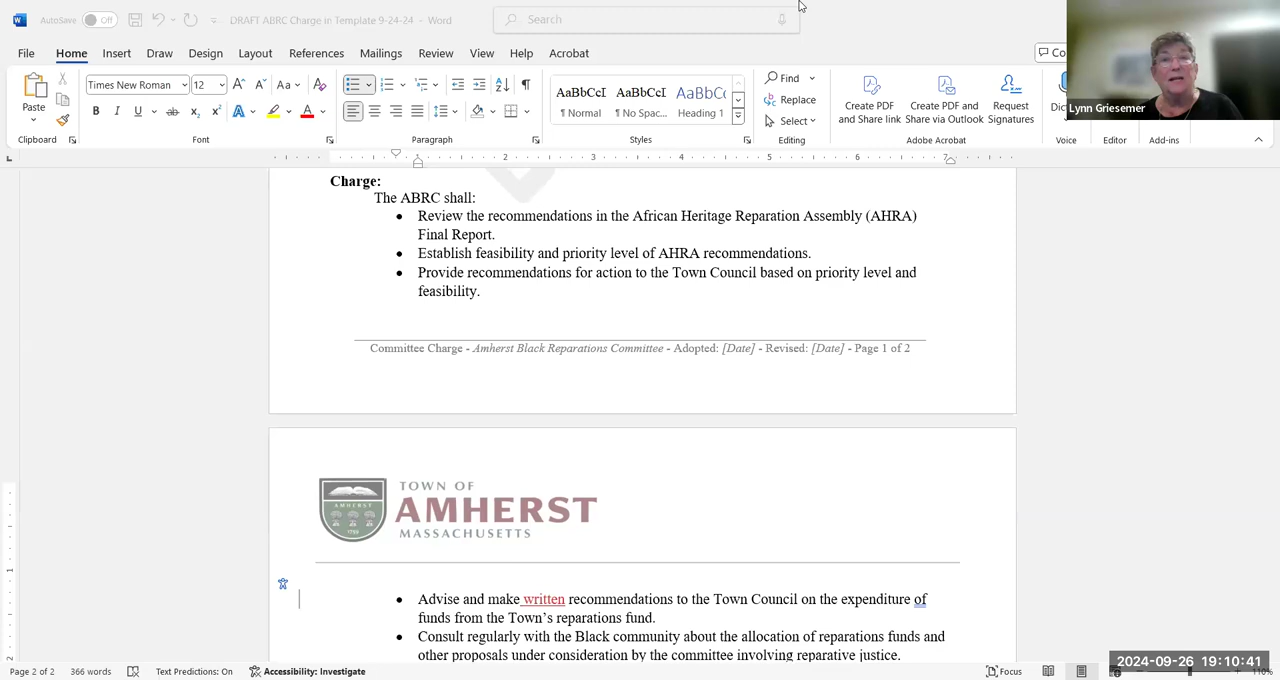 AutoSave Off
DRAFT ABRC Charge in Template 9-24-24 - Word
Search
File Home Insert Draw Design Layout References Mailings Review View Help Acrobat
Times New Roman 12
Paste
Clipboard
Font
Paragraph
AaBbCcI AaBbCcI AaBbCc
¶ Normal ¶ No Spac... Heading 1
Styles
Find
Replace
Select
Editing
Create PDF and Share link
Create PDF and Share via Outlook
Request Signatures
Adobe Acrobat
Voice
Editor
Add-ins
Lynn Griesemer
Charge:
The ABRC shall:
• Review the recommendations in the African Heritage Reparation Assembly (AHRA)
Final Report.
• Establish feasibility and priority level of AHRA recommendations.
• Provide recommendations for action to the Town Council based on priority level and
feasibility.
Committee Charge - Amherst Black Reparations Committee - Adopted: [Date] - Revised: [Date] - Page 1 of 2
AMHERST
1759
TOWN OF
AMHERST
MASSACHUSETTS
• Advise and make written recommendations to the Town Council on the expenditure of
funds from the Town's reparations fund.
• Consult regularly with the Black community about the allocation of reparations funds and
other proposals under consideration by the committee involving reparative justice.
2024-09-26 19:10:41
Page 2 of 2 366 words Text Predictions: On Accessibility: Investigate Focus 110%